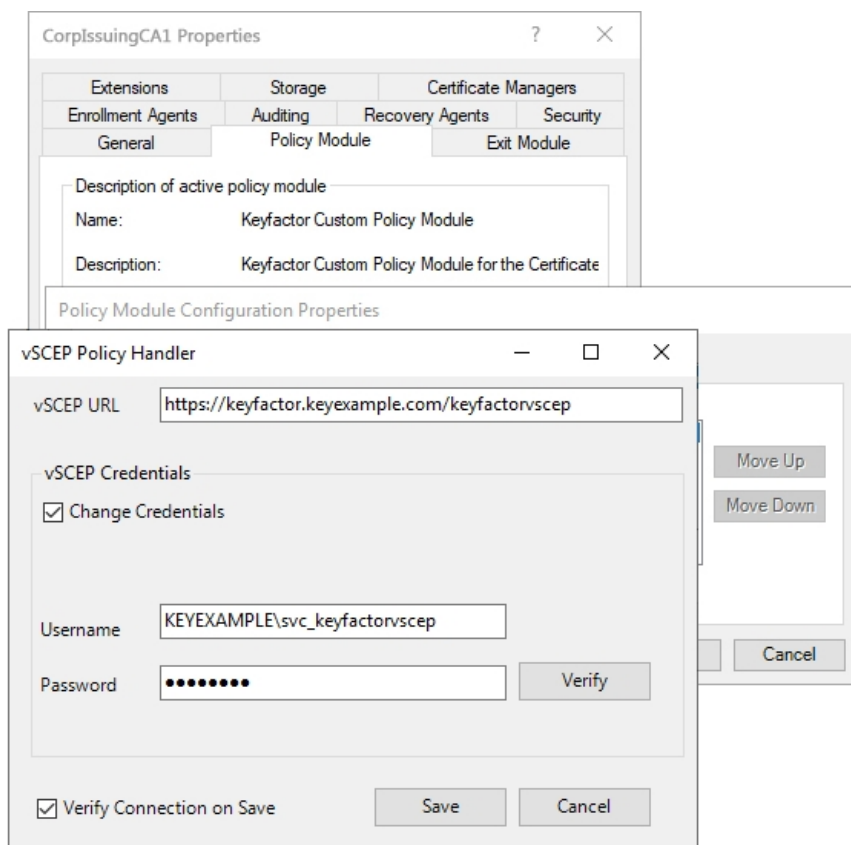 CorpIssuingCA1 Properties ?
Extensions Storage Certificate Managers
Enrollment Agents Auditing Recovery Agents Security
General Policy Module Exit Module
Description of active policy module
Name: Keyfactor Custom Policy Module
Description: Keyfactor Custom Policy Module for the Certificate
Policy Module Configuration Properties
vSCEP Policy Handler
vSCEP URL https://keyfactor.keyexample.com/keyfactorvscep
vSCEP Credentials
Move Up
Change Credentials
Move Down
Username KEYEXAMPLE\svc_keyfactorvscep
Cancel
Password ●●●●●●●● Verify
Verify Connection on Save Save Cancel